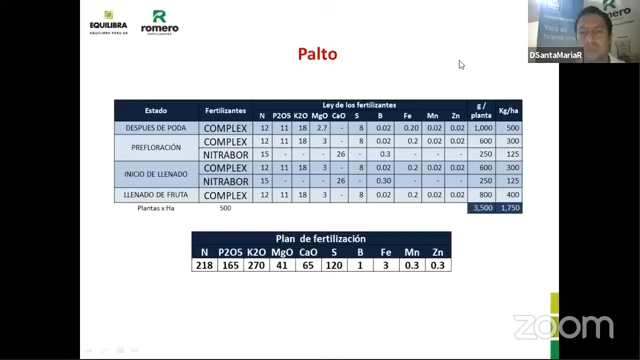 EQUILIBRA
EQUILIBRA PERU SA
R
romero
FERTILIZANTES
DSantaMariaR
Palto
Estado Fertilizantes Ley de los fertilizantes g / planta Kg/ha
N P2O5 K2O MgO CaO S B Fe Mn Zn
DESPUES DE PODA COMPLEX 12 11 18 2.7 - 8 0.02 0.20 0.02 0.02 1,000 500
PREFLORACIÓN COMPLEX 12 11 18 3 - 8 0.02 0.2 0.02 0.02 600 300
NITRABOR 15 - 26 - 0.3 250 125
INICIO DE LLENADO COMPLEX 12 11 18 3 - 8 0.02 0.2 0.02 0.02 600 300
NITRABOR 15 - 26 - 0.30 250 125
LLENADO DE FRUTA COMPLEX 12 11 18 3 - 8 0.02 0.2 0.02 0.02 800 400
Plantas x Ha 500 3,500 1,750
Plan de fertilización
N P2O5 K2O MgO CaO S B Fe Mn Zn
218 165 270 41 65 120 1 3 0.3 0.3
zoom